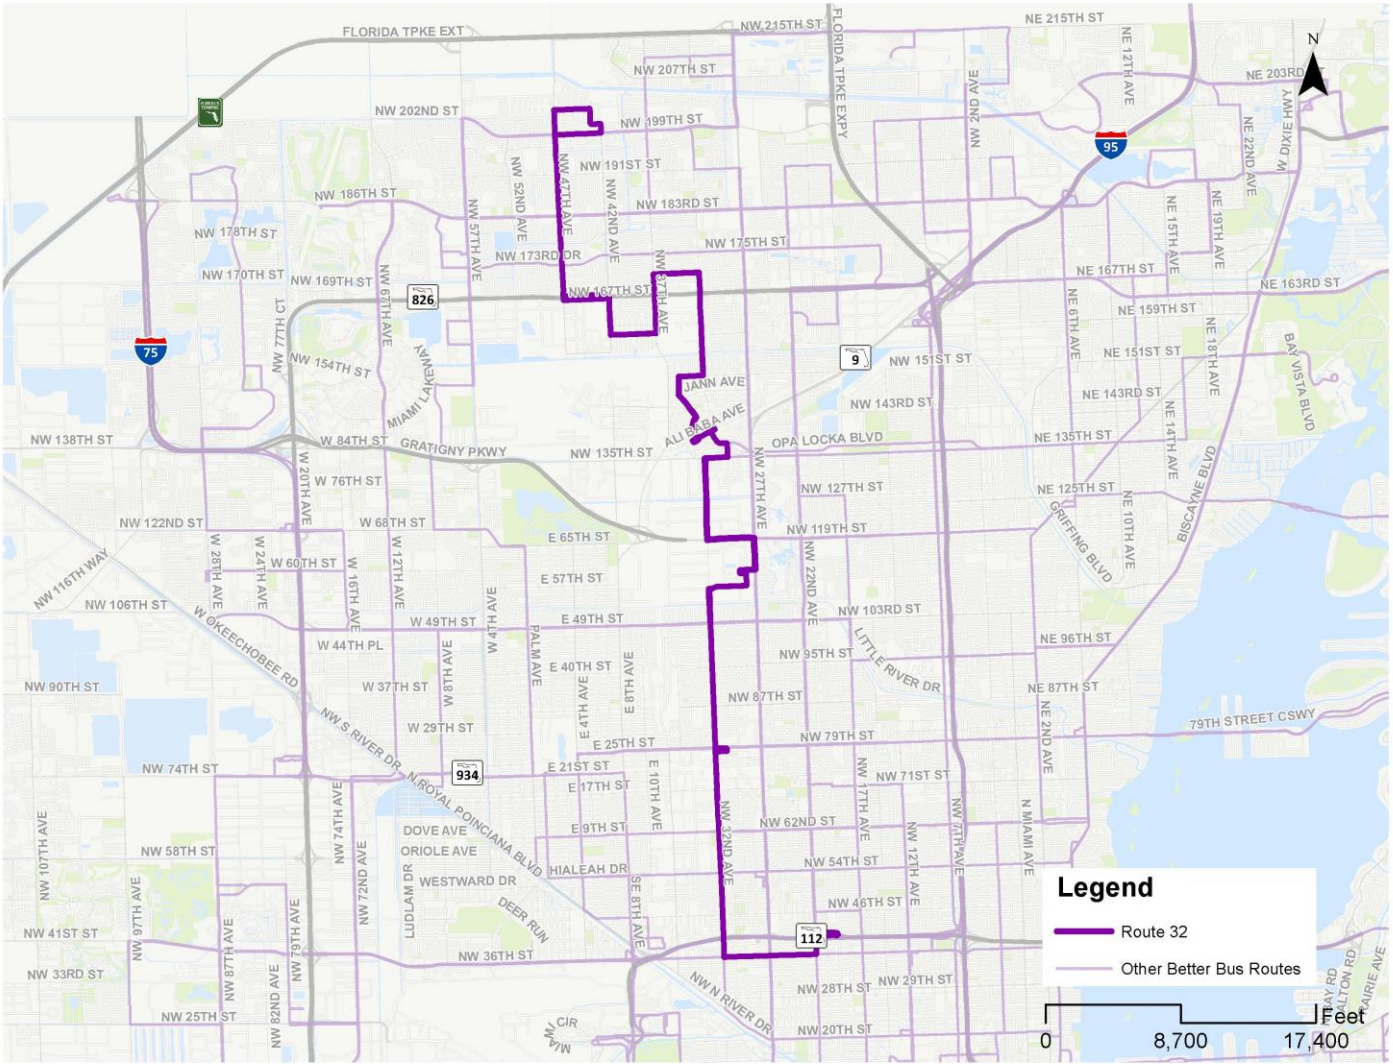 FLORIDA TPKE EXT
NW 215TH ST
FLORIDA TPKE EXPY
NE 215TH ST
NE 12TH AVE
N
NW 207TH ST
NW 2ND AVE
NE 203RD
W DIXIE HWY
FLORIDA'S
TURNPIKE
NW 202ND ST
NW 199TH ST
95
NE 22ND AVE
NW 52ND AVE
NW 47TH AVE
NW 191ST ST
NW 42ND AVE
NW 186TH ST
NW 57TH AVE
NW 183RD ST
NE 15TH AVE
NE 19TH AVE
NW 178TH ST
NW 175TH ST
NW 173RD DR
NW 170TH ST
NW 169TH ST
NW 67TH AVE
NW 37TH AVE
NE 167TH ST
NE 163RD ST
826
NW 167TH ST
NW 77TH CT
NE 6TH AVE
NE 159TH ST
NE 18TH AVE
75
NW 154TH ST
MIAMI LAKEWAY
9
NW 151ST ST
NE 151ST ST
BAY VISTA BLVD
JANN AVE
NE 143RD ST
NW 143RD ST
NE 14TH AVE
ALI BABA AVE
NW 138TH ST
W 84TH ST
GRATIGNY PKWY
NW 135TH ST
OPA LOCKA BLVD
NE 135TH ST
W 20TH AVE
W 76TH ST
NW 27TH AVE
NW 127TH ST
NE 125TH ST
BISCAYNE BLVD
NE 10TH AVE
GRIFFING BLVD
NW 122ND ST
W 68TH ST
NW 119TH ST
E 65TH ST
W 28TH AVE
W 24TH AVE
W 60TH ST
W 16TH AVE
W 12TH AVE
NW 22ND AVE
NW 116TH WAY
E 57TH ST
NW 106TH ST
W 4TH AVE
NW 103RD ST
W OKEECHOBEE RD
W 49TH ST
E 49TH ST
PALM AVE
LITTLE RIVER DR
NE 96TH ST
W 44TH PL
W 8TH AVE
NW 95TH ST
E 40TH ST
E 8TH AVE
NW 90TH ST
W 37TH ST
E 4TH AVE
NW 87TH ST
NE 87TH ST
NW S RIVER DR
W 29TH ST
NE 2ND AVE
79TH STREET CSWY
E 25TH ST
NW 79TH ST
NW 74TH ST
934
E 21ST ST
NW 71ST ST
N ROYAL POINCIANA BLVD
E 17TH ST
E 10TH AVE
NW 17TH AVE
NW 107TH AVE
NW 74TH AVE
DOVE AVE
E 9TH ST
NW 32ND AVE
NW 62ND ST
NW 12TH AVE
NW 7TH AVE
N MIAMI AVE
NW 58TH ST
ORIOLE AVE
NW 72ND AVE
LUDLAM DR
WESTWARD DR
HIALEAH DR
NW 54TH ST
NW 97TH AVE
SE 8TH AVE
Legend
NW 79TH AVE
DEER RUN
NW 46TH ST
NW 41ST ST
NW 87TH AVE
112
Route 32
NW 36TH ST
NW 33RD ST
NW 82ND AVE
NW N RIVER DR
NW 28TH ST
NW 29TH ST
Other Better Bus Routes
BAY RD
ALTON RD
PRAIRIE AVE
NW 25TH ST
CIR
MIAMI
NW 20TH ST
Feet
0
8,700
17,400